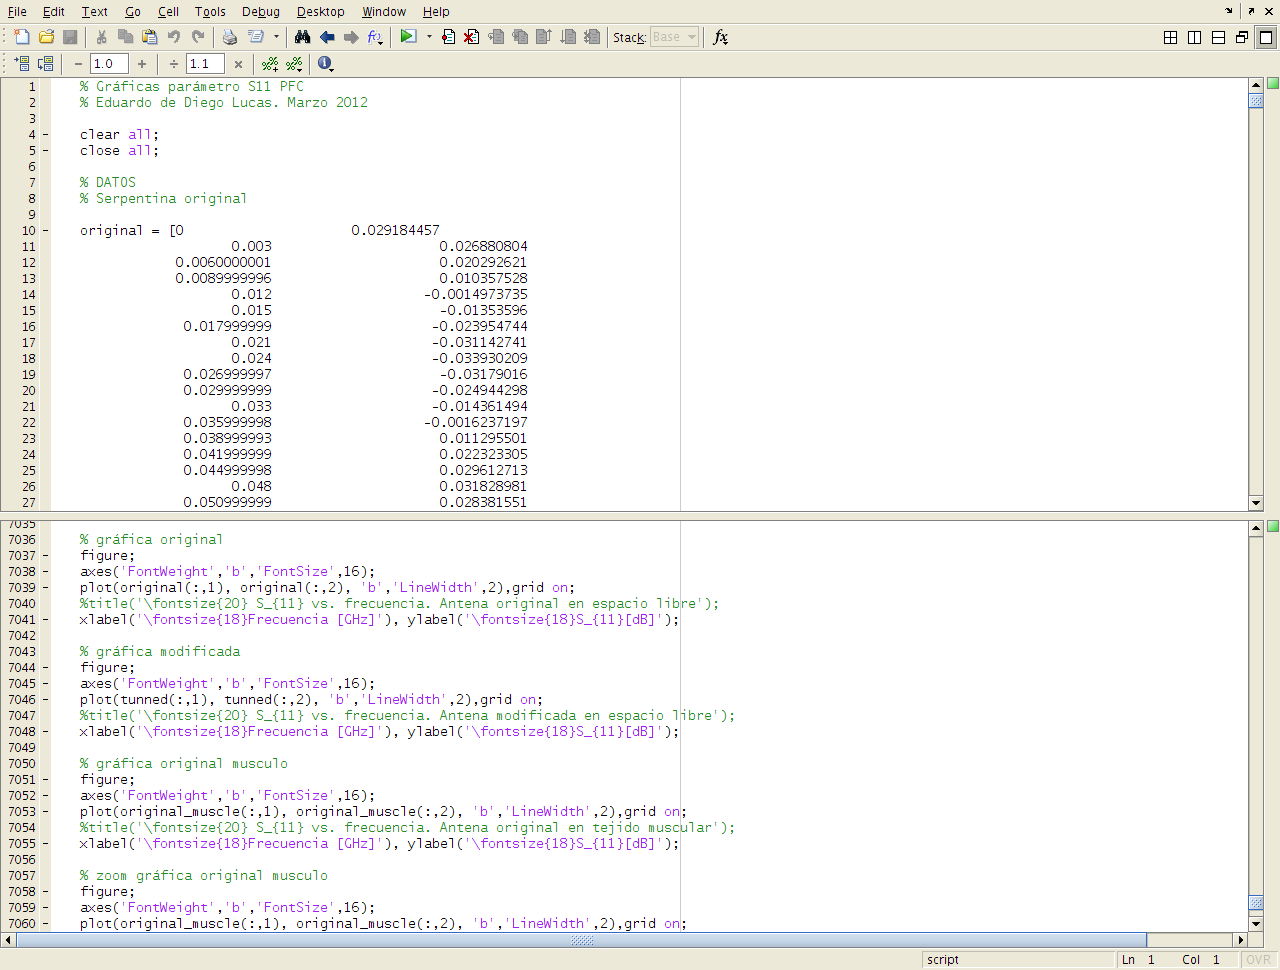 File Edit Text Go Cell Tools Debug Desktop Window Help
Stack: Base fx
− 1.0 + ÷ 1.1 ×
1 % Gráficas parámetro S11 PFC
2 % Eduardo de Diego Lucas. Marzo 2012
3
4 - clear all;
5 - close all;
6
7 % DATOS
8 % Serpentina original
9
10 - original = [0 0.029184457
11 0.003 0.026880804
12 0.0060000001 0.020292621
13 0.0089999996 0.010357528
14 0.012 -0.0014973735
15 0.015 -0.01353596
16 0.017999999 -0.023954744
17 0.021 -0.031142741
18 0.024 -0.033930209
19 0.026999997 -0.03179016
20 0.029999999 -0.024944298
21 0.033 -0.014361494
22 0.035999998 -0.0016237197
23 0.038999993 0.011295501
24 0.041999999 0.022323305
25 0.044999998 0.029612713
26 0.048 0.031828981
27 0.050999999 0.028381551
7035
7036 % gráfica original
7037 - figure;
7038 - axes('FontWeight','b','FontSize',16);
7039 - plot(original(:,1), original(:,2), 'b','LineWidth',2),grid on;
7040 %title('\fontsize{20} S_{11} vs. frecuencia. Antena original en espacio libre');
7041 - xlabel('\fontsize{18}Frecuencia [GHz]'), ylabel('\fontsize{18}S_{11}[dB]');
7042
7043 % gráfica modificada
7044 - figure;
7045 - axes('FontWeight','b','FontSize',16);
7046 - plot(tunned(:,1), tunned(:,2), 'b','LineWidth',2),grid on;
7047 %title('\fontsize{20} S_{11} vs. frecuencia. Antena modificada en espacio libre');
7048 - xlabel('\fontsize{18}Frecuencia [GHz]'), ylabel('\fontsize{18}S_{11}[dB]');
7049
7050 % gráfica original musculo
7051 - figure;
7052 - axes('FontWeight','b','FontSize',16);
7053 - plot(original_muscle(:,1), original_muscle(:,2), 'b','LineWidth',2),grid on;
7054 %title('\fontsize{20} S_{11} vs. frecuencia. Antena original en tejido muscular');
7055 - xlabel('\fontsize{18}Frecuencia [GHz]'), ylabel('\fontsize{18}S_{11}[dB]');
7056
7057 % zoom gráfica original musculo
7058 - figure;
7059 - axes('FontWeight','b','FontSize',16);
7060 - plot(original_muscle(:,1), original_muscle(:,2), 'b','LineWidth',2),grid on;
script Ln 1 Col 1 OVR